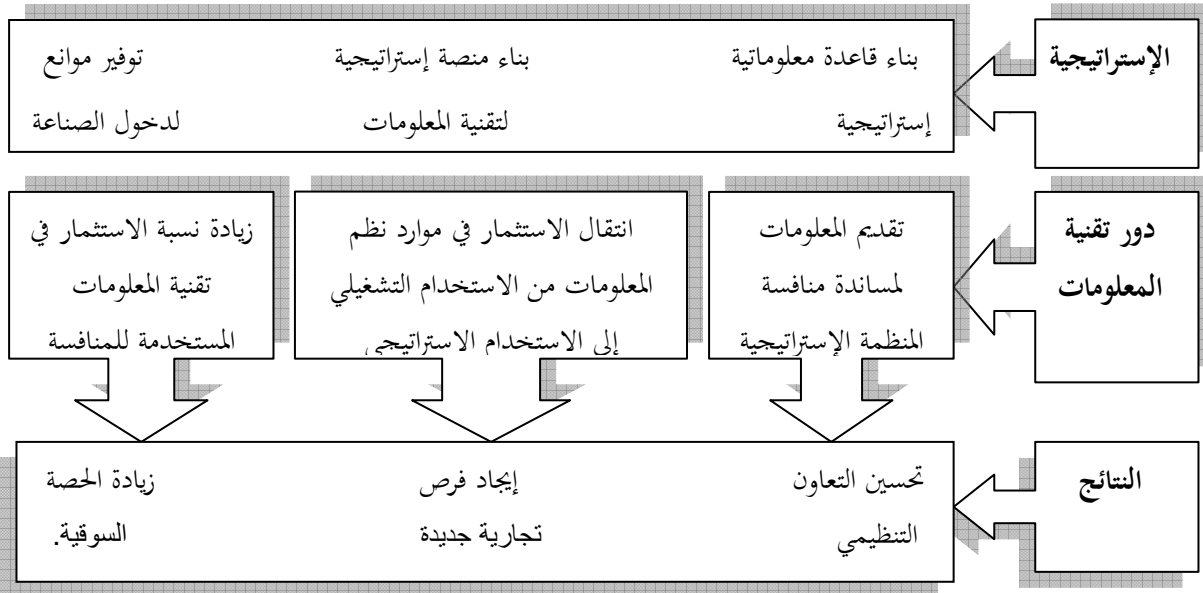 الإستراتيجية
بناء قاعدة معلوماتية
إستراتيجية
بناء منصة إستراتيجية
لتقنية المعلومات
توفير موانع
لدخول الصناعة
دور تقنية
المعلومات
تقديم المعلومات
لمساندة منافسة
المنظمة الإستراتيجية
انتقال الاستثمار في موارد نظم
المعلومات من الاستخدام التشغيلي
إلى الاستخدام الاستراتيجي
زيادة نسبة الاستثمار في
تقنية المعلومات
المستخدمة للمنافسة
النتائج
تحسين التعاون
التنظيمي
إيجاد فرص
تجارية جديدة
زيادة الحصة
السوقية.